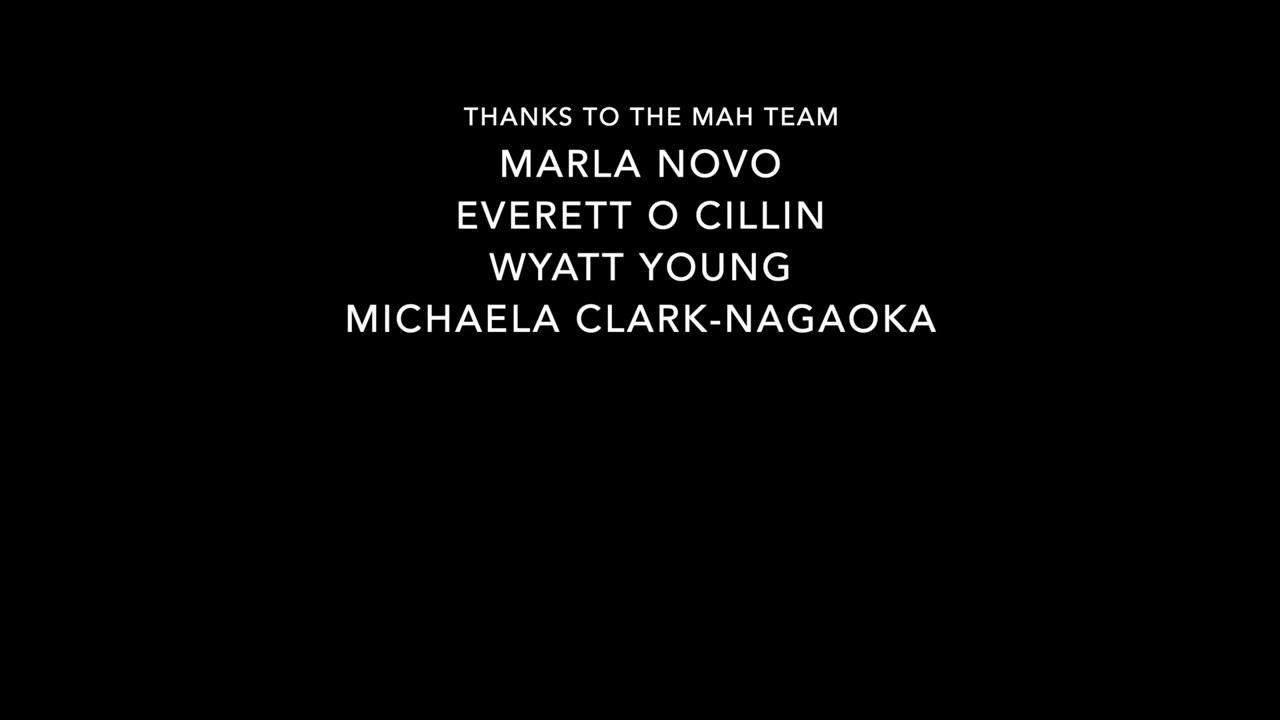 THANKS TO THE MAH TEAM
MARLA NOVO
EVERETT O CILLIN
WYATT YOUNG
MICHAELA CLARK-NAGAOKA